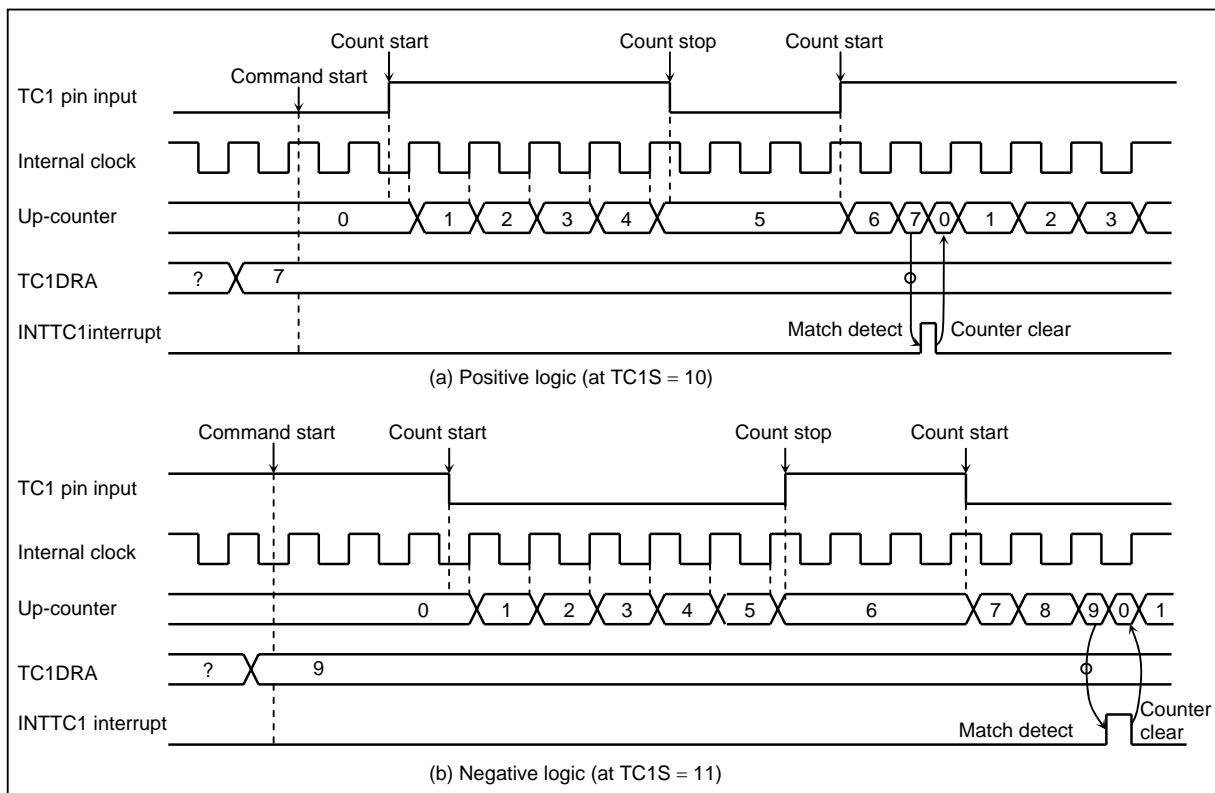 Count start Count stop Count start
Command start
TC1 pin input
Internal clock
Up-counter 0 1 2 3 4 5 6 7 0 1 2 3
TC1DRA ? 7
INTTC1interrupt Match detect Counter clear
(a) Positive logic (at TC1S = 10)
Command start Count start Count stop Count start
TC1 pin input
Internal clock
Up-counter 0 1 2 3 4 5 6 7 8 9 0 1
TC1DRA ? 9
INTTC1 interrupt Match detect Counter clear
(b) Negative logic (at TC1S = 11)